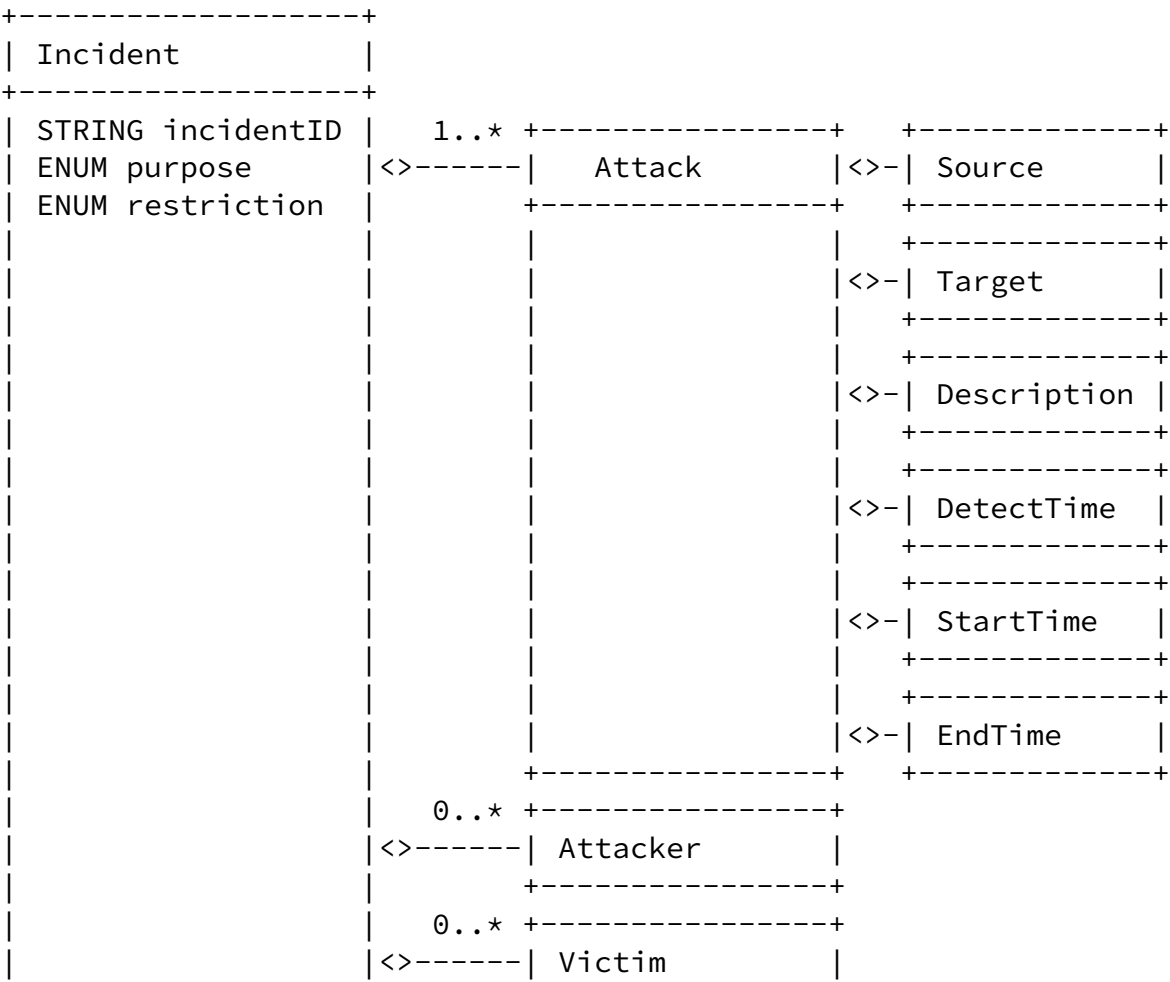 +-------------------+
| Incident          |
+-------------------+
| STRING incidentID |   1..* +----------------+   +-------------+
| ENUM purpose      |<>------|   Attack       |<>-| Source      |
| ENUM restriction  |        +----------------+   +-------------+
|                   |        |                |   +-------------+
|                   |        |                |<>-| Target      |
|                   |        |                |   +-------------+
|                   |        |                |   +-------------+
|                   |        |                |<>-| Description |
|                   |        |                |   +-------------+
|                   |        |                |   +-------------+
|                   |        |                |<>-| DetectTime  |
|                   |        |                |   +-------------+
|                   |        |                |   +-------------+
|                   |        |                |<>-| StartTime   |
|                   |        |                |   +-------------+
|                   |        |                |   +-------------+
|                   |        |                |<>-| EndTime     |
|                   |        +----------------+   +-------------+
|                   |   0..* +----------------+
|                   |<>------| Attacker       |
|                   |        +----------------+
|                   |   0..* +----------------+
|                   |<>------| Victim         |